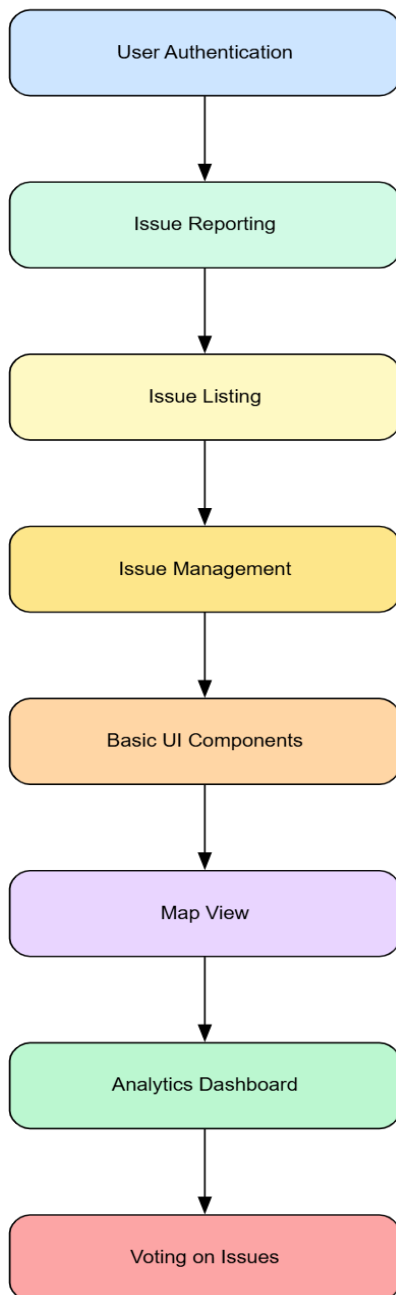 User Authentication
Issue Reporting
Issue Listing
Issue Management
Basic UI Components
Map View
Analytics Dashboard
Voting on Issues